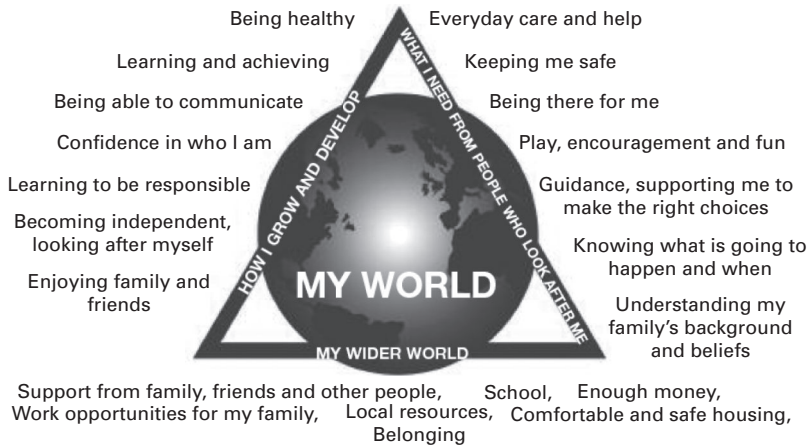 Being healthy
Everyday care and help
Learning and achieving
Keeping me safe
Being able to communicate
Being there for me
Confidence in who I am
Play, encouragement and fun
Learning to be responsible
Guidance, supporting me to
make the right choices
Becoming independent,
looking after myself
Knowing what is going to
happen and when
Enjoying family and
friends
Understanding my
family's background
and beliefs
HOW I GROW AND DEVELOP
WHAT I NEED FROM PEOPLE WHO LOOK AFTER ME
MY WORLD
MY WIDER WORLD
Support from family, friends and other people, School, Enough money,
Work opportunities for my family, Local resources, Comfortable and safe housing,
Belonging